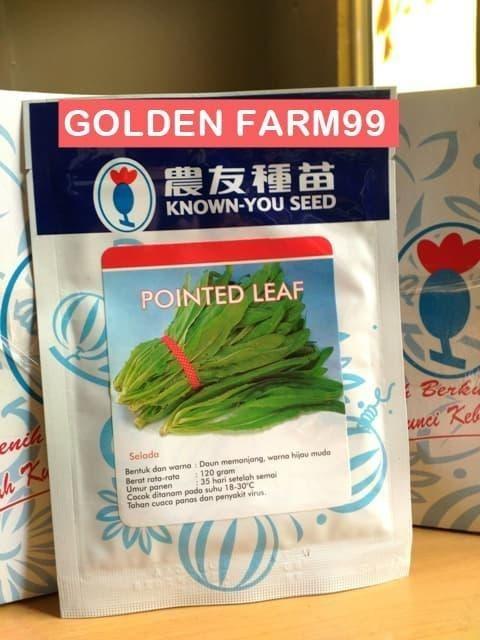 GOLDEN FARM99
農友種苗
KNOWN-YOU SEED
POINTED LEAF
Selada
Bentuk dan warna : Daun memanjang, warna hijau muda
Berat rata-rata : 120 gram
Umur panen : 35 hari setelah semai
Cocok ditanam pada suhu 18-30°C
Tahan cuaca panas dan penyakit virus.